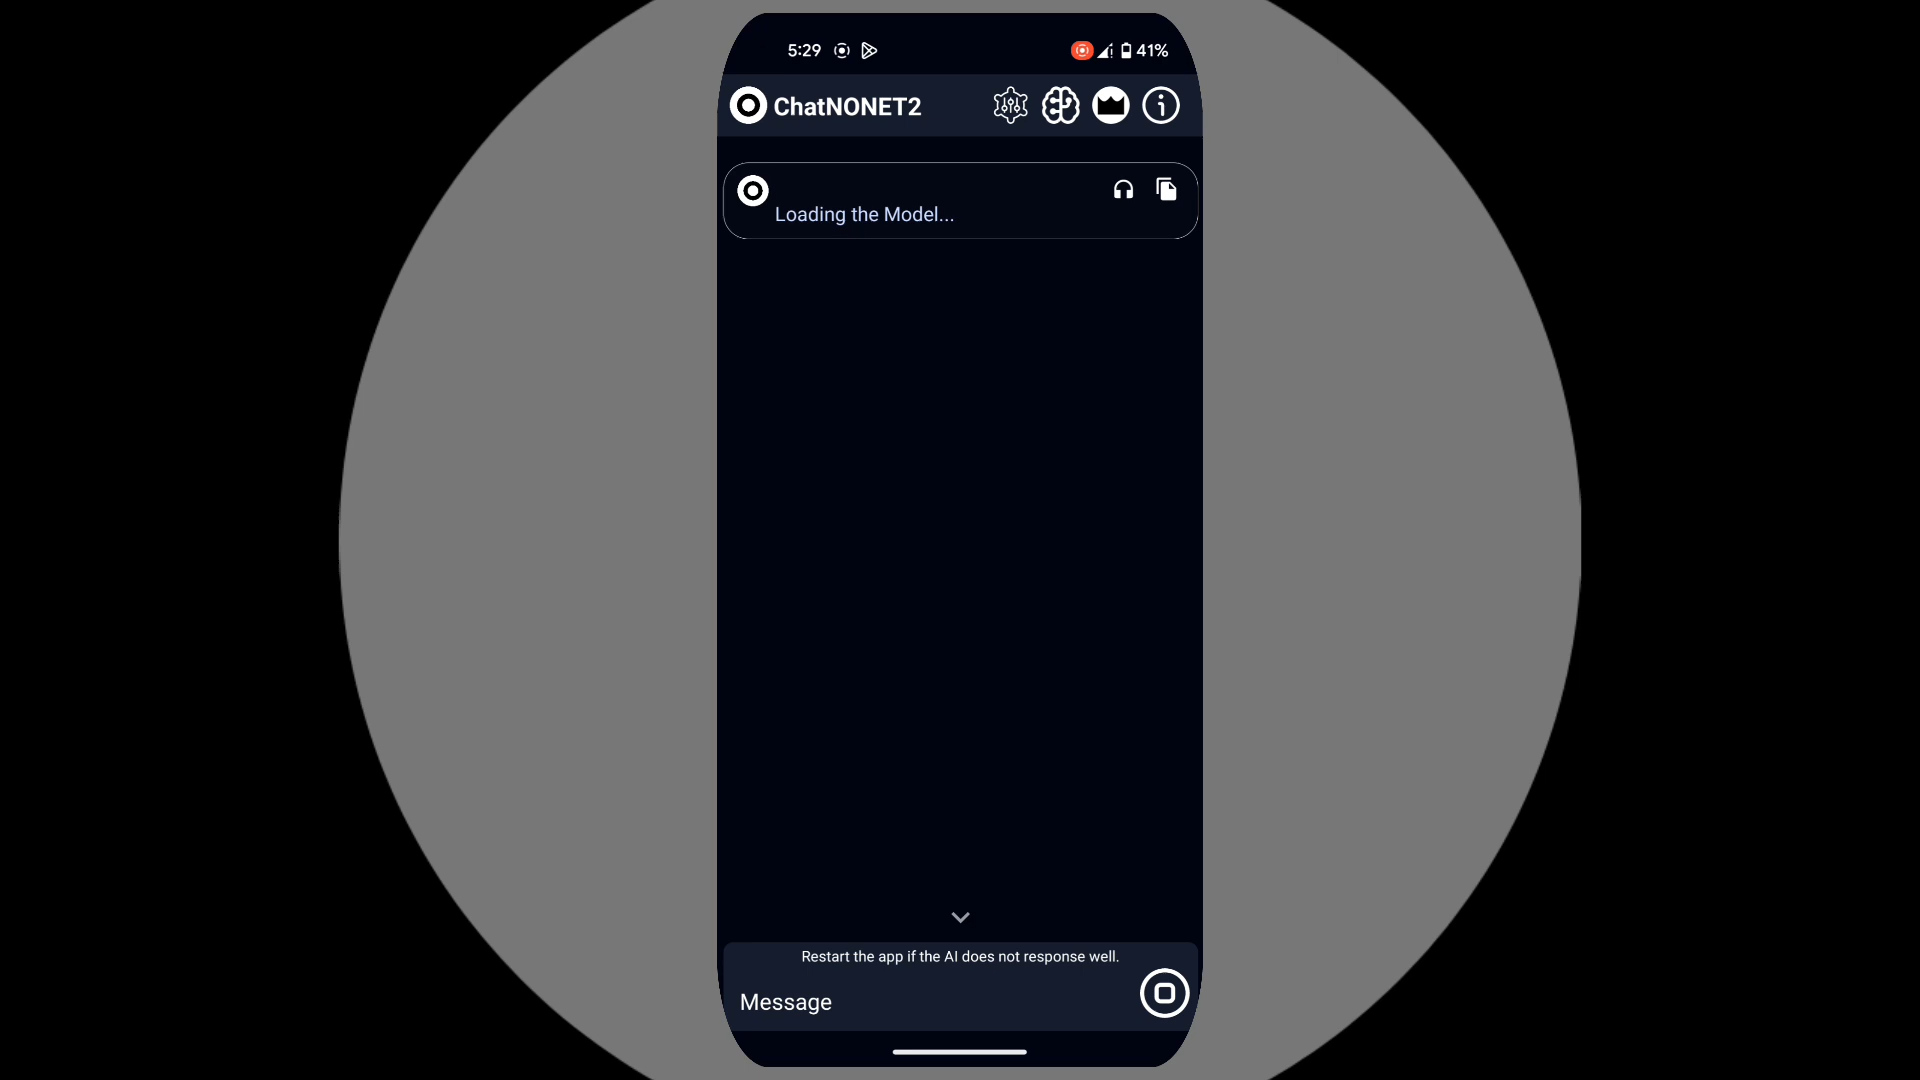 5:29
41%
ChatNONET2
Loading the Model...
Restart the app if the AI does not response well.
Message